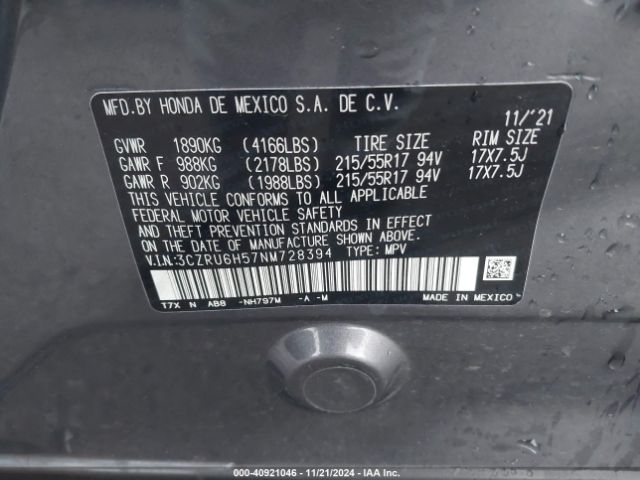 MFD.BY HONDA DE MEXICO S.A. DE C.V.
11/'21
GVWR 1890KG (4166LBS) TIRE SIZE RIM SIZE
GAWR F 988KG (2178LBS) 215/55R17 94V 17X7.5J
GAWR R 902KG (1988LBS) 215/55R17 94V 17X7.5J
THIS VEHICLE CONFORMS TO ALL APPLICABLE
FEDERAL MOTOR VEHICLE SAFETY
AND THEFT PREVENTION STANDARDS IN EFFECT
ON THE DATE OF MANUFACTURE SHOWN ABOVE.
V.I.N:3CZRU6H57NM728394 TYPE: MPV
T7X N AB8 -NH797M -A -M
MADE IN MEXICO
000-40921046 - 11/21/2024 - IAA Inc.